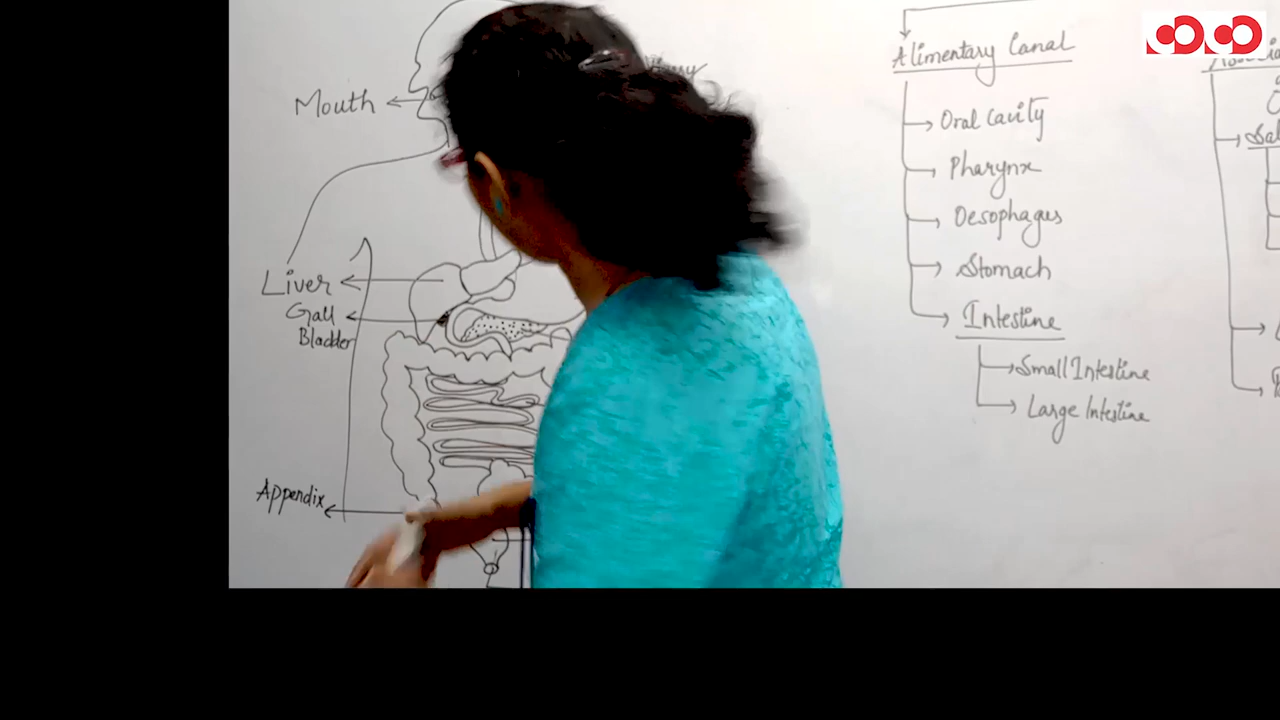 Mouth
Liver
Gall
Bladder
Appendix
Alimentary Canal
Oral Cavity
Pharynx
Oesophagus
Stomach
Intestine
Small Intestine
Large Intestine